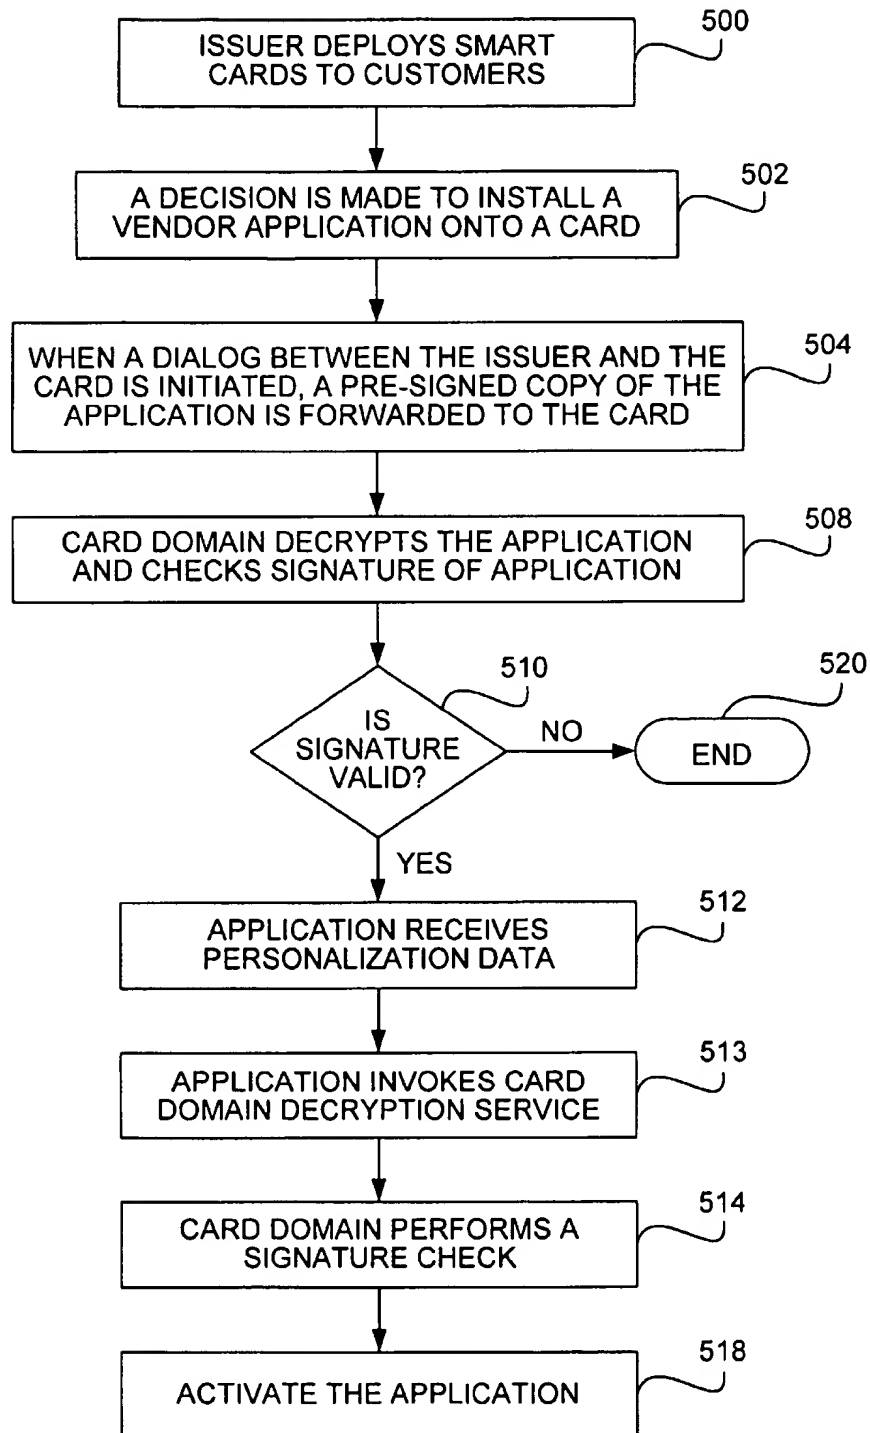 ISSUER DEPLOYS SMART
CARDS TO CUSTOMERS
500
A DECISION IS MADE TO INSTALL A
VENDOR APPLICATION ONTO A CARD
502
WHEN A DIALOG BETWEEN THE ISSUER AND THE
CARD IS INITIATED, A PRE-SIGNED COPY OF THE
APPLICATION IS FORWARDED TO THE CARD
504
CARD DOMAIN DECRYPTS THE APPLICATION
AND CHECKS SIGNATURE OF APPLICATION
508
IS
SIGNATURE
VALID?
510
NO
END
520
YES
APPLICATION RECEIVES
PERSONALIZATION DATA
512
APPLICATION INVOKES CARD
DOMAIN DECRYPTION SERVICE
513
CARD DOMAIN PERFORMS A
SIGNATURE CHECK
514
ACTIVATE THE APPLICATION
518